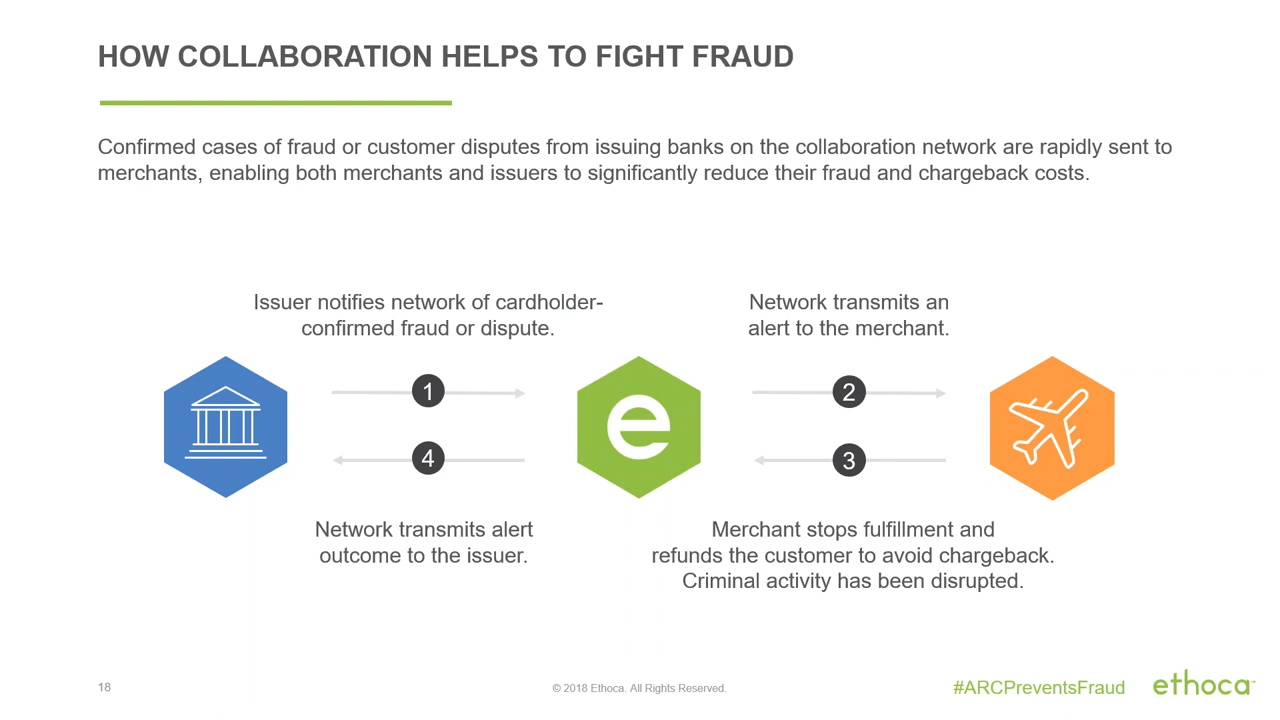 HOW COLLABORATION HELPS TO FIGHT FRAUD
Confirmed cases of fraud or customer disputes from issuing banks on the collaboration network are rapidly sent to
merchants, enabling both merchants and issuers to significantly reduce their fraud and chargeback costs.
Issuer notifies network of cardholder-
confirmed fraud or dispute.
Network transmits an
alert to the merchant.
1
e
2
4
3
Network transmits alert
outcome to the issuer.
Merchant stops fulfillment and
refunds the customer to avoid chargeback.
Criminal activity has been disrupted.
18
© 2018 Ethoca. All Rights Reserved.
#ARCPreventsFraud
ethoca™